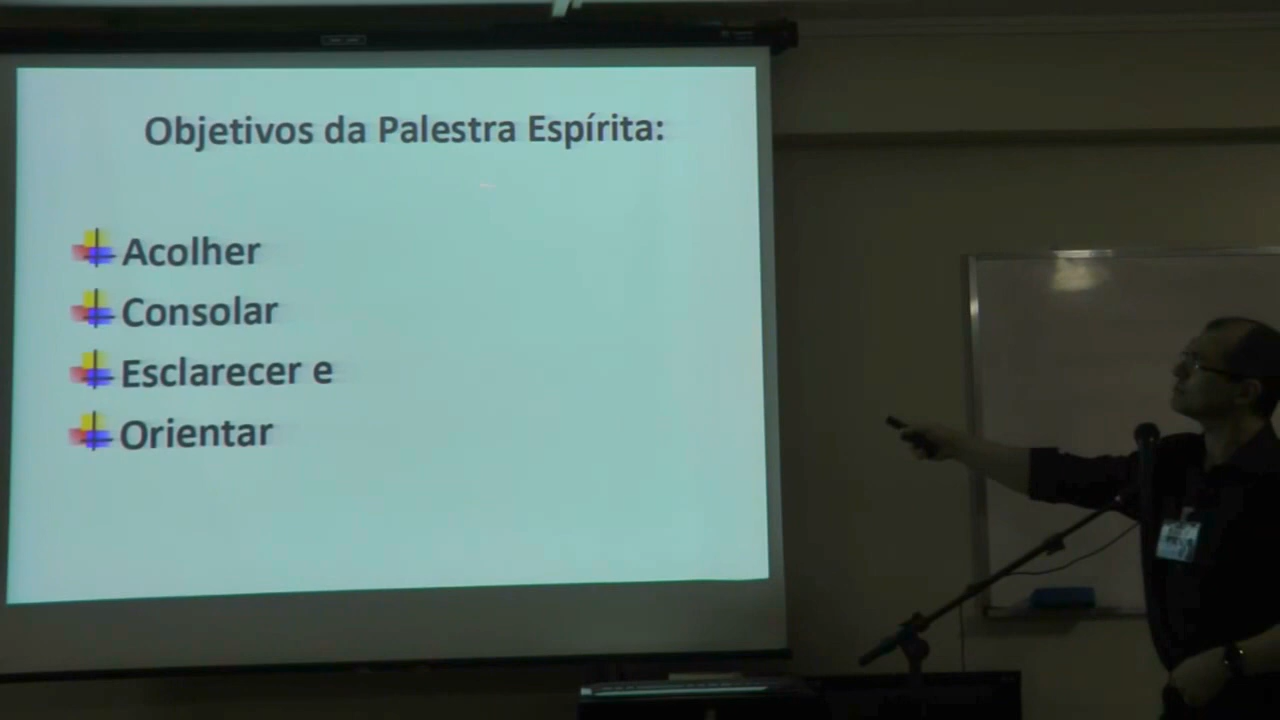 Objetivos da Palestra Espírita:
Acolher
Consolar
Esclarecer e
Orientar